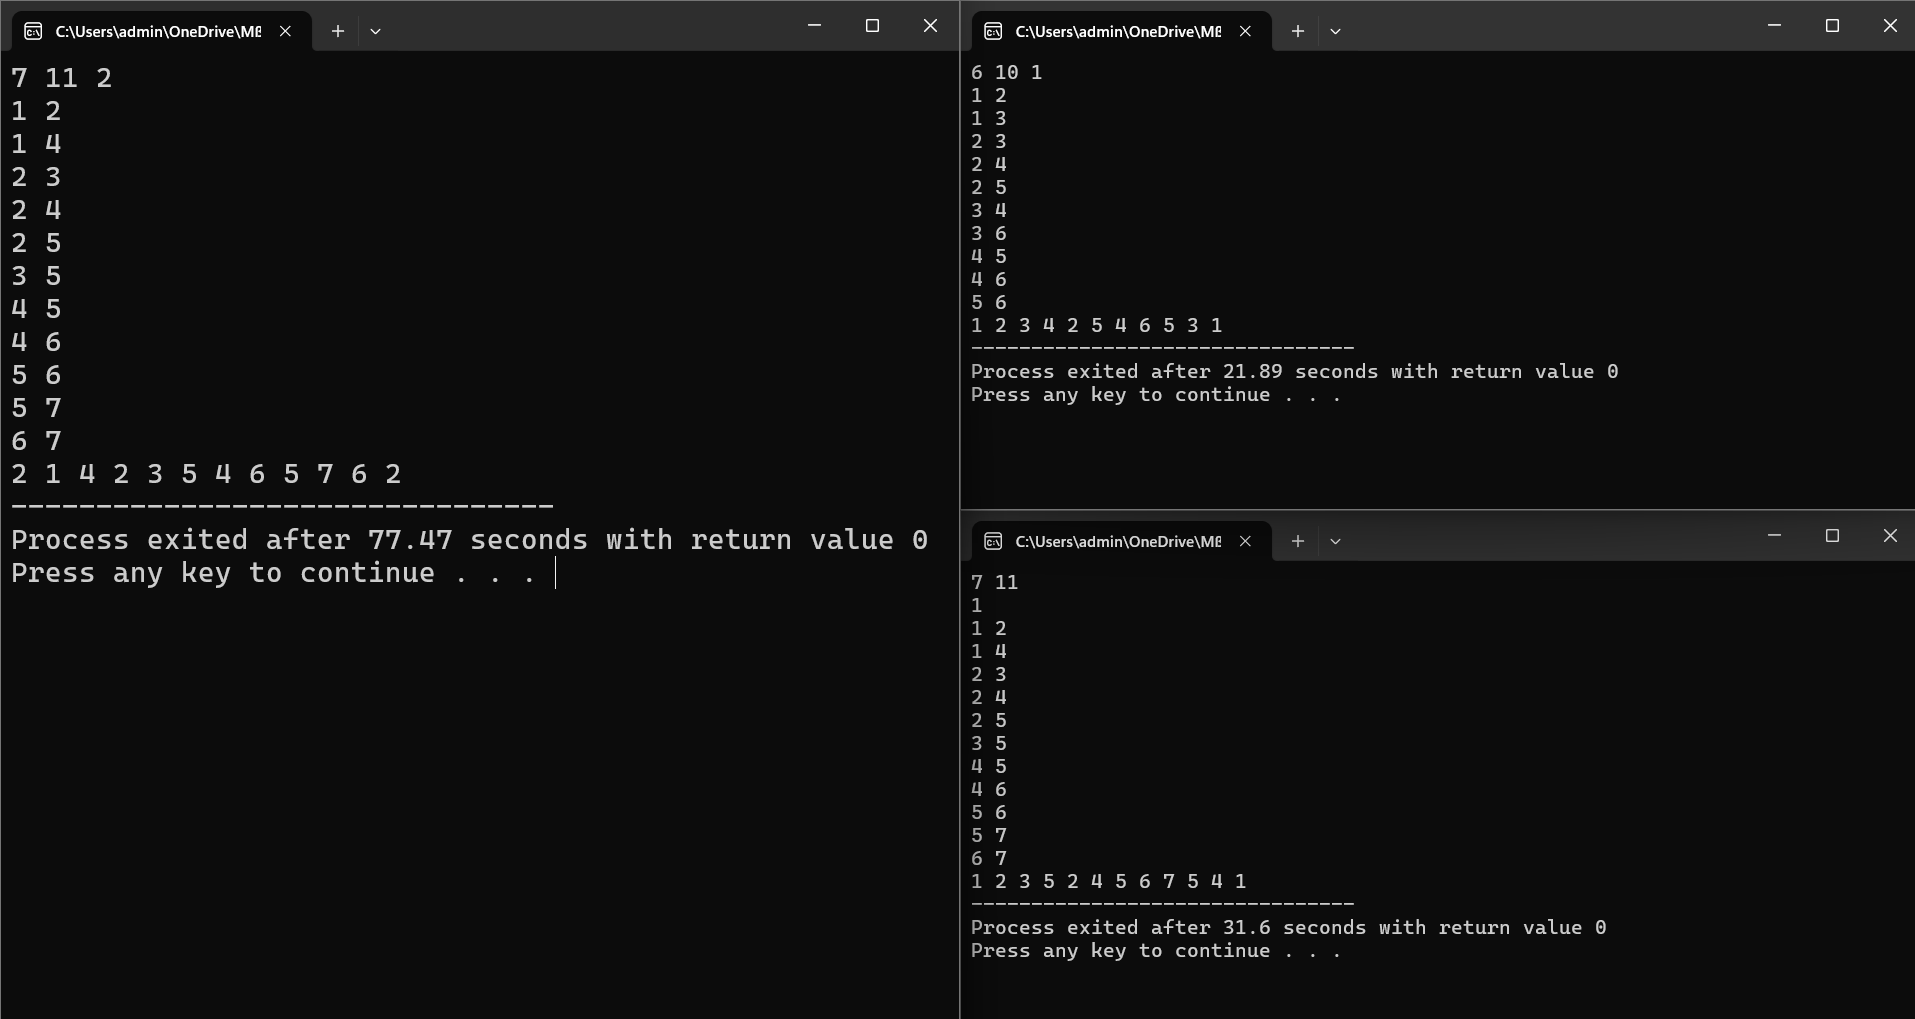 C:\Users\admin\OneDrive\Má
7 11 2
1 2
1 4
2 3
2 4
2 5
3 5
4 5
4 6
5 6
5 7
6 7
2 1 4 2 3 5 4 6 5 7 6 2
--------------------------------
Process exited after 77.47 seconds with return value 0
Press any key to continue . . .
C:\Users\admin\OneDrive\Má
6 10 1
1 2
1 3
2 3
2 4
2 5
3 4
3 6
4 5
4 6
5 6
1 2 3 4 2 5 4 6 5 3 1
--------------------------------
Process exited after 21.89 seconds with return value 0
Press any key to continue . . .
C:\Users\admin\OneDrive\Má
7 11
1
1 2
1 4
2 3
2 4
2 5
3 5
4 5
4 6
5 6
5 7
6 7
1 2 3 5 2 4 5 6 7 5 4 1
--------------------------------
Process exited after 31.6 seconds with return value 0
Press any key to continue . . .